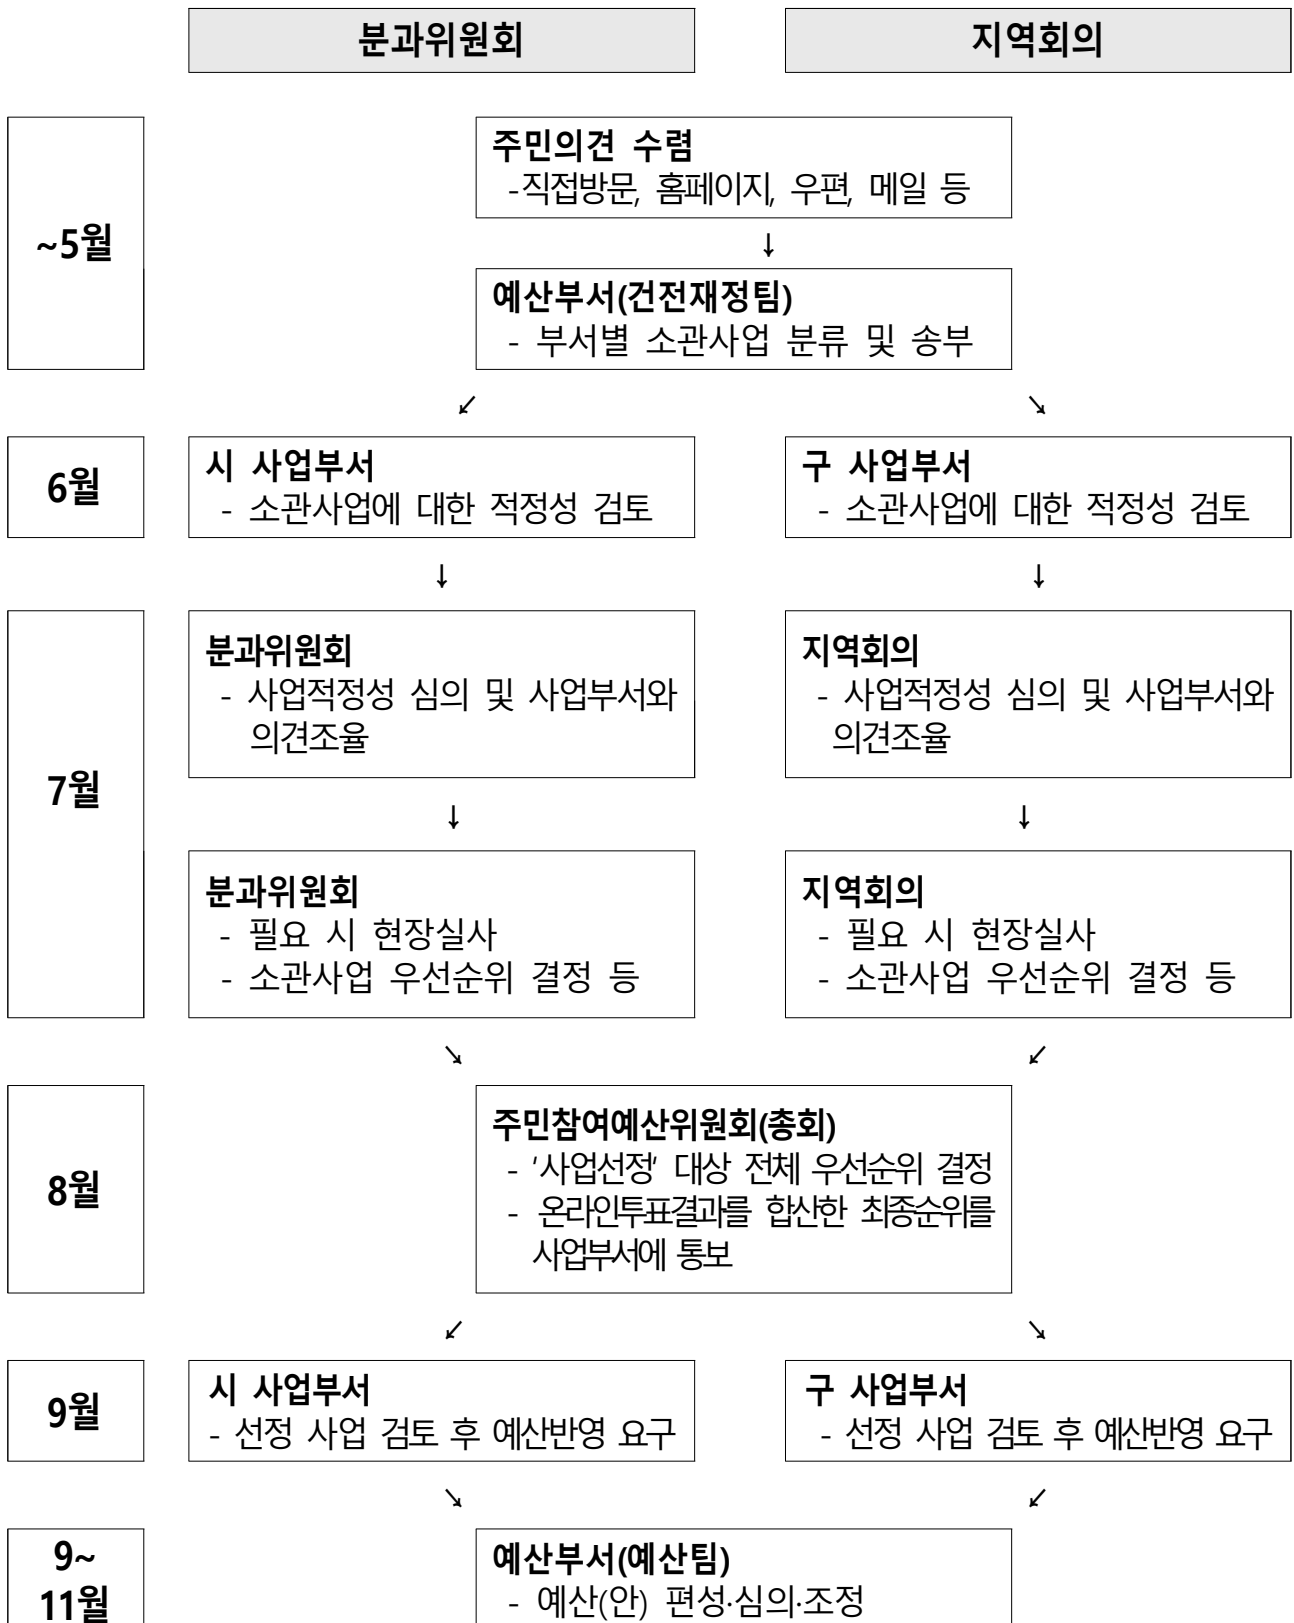 분과위원회
지역회의
~5월
주민의견 수렴
-직접방문, 홈페이지, 우편, 메일 등
↓
예산부서(건전재정팀)
- 부서별 소관사업 분류 및 송부
↙ ↘
6월
시 사업부서
- 소관사업에 대한 적정성 검토
구 사업부서
- 소관사업에 대한 적정성 검토
↓ ↓
7월
분과위원회
- 사업적정성 심의 및 사업부서와
의견조율
지역회의
- 사업적정성 심의 및 사업부서와
의견조율
↓ ↓
분과위원회
- 필요 시 현장실사
- 소관사업 우선순위 결정 등
지역회의
- 필요 시 현장실사
- 소관사업 우선순위 결정 등
↘ ↙
8월
주민참여예산위원회(총회)
- '사업선정' 대상 전체 우선순위 결정
- 온라인투표결과를 합산한 최종순위를
사업부서에 통보
↙ ↘
9월
시 사업부서
- 선정 사업 검토 후 예산반영 요구
구 사업부서
- 선정 사업 검토 후 예산반영 요구
↘ ↙
9~
11월
예산부서(예산팀)
- 예산(안) 편성·심의·조정